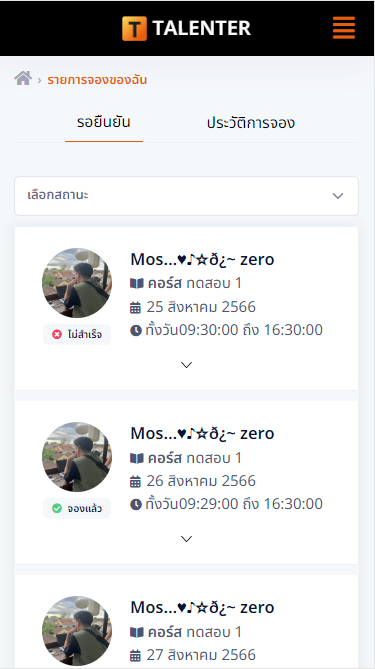 T TALENTER
› รายการจองของฉัน
รอยืนยัน ประวัติการจอง
เลือกสถานะ
Mos...♥♪☆ð¿~ zero
คอร์ส ทดสอบ 1
25 สิงหาคม 2566
ทั้งวัน09:30:00 ถึง 16:30:00
ไม่สำเร็จ
Mos...♥♪☆ð¿~ zero
คอร์ส ทดสอบ 1
26 สิงหาคม 2566
ทั้งวัน09:29:00 ถึง 16:30:00
จองแล้ว
Mos...♥♪☆ð¿~ zero
คอร์ส ทดสอบ 1
27 สิงหาคม 2566